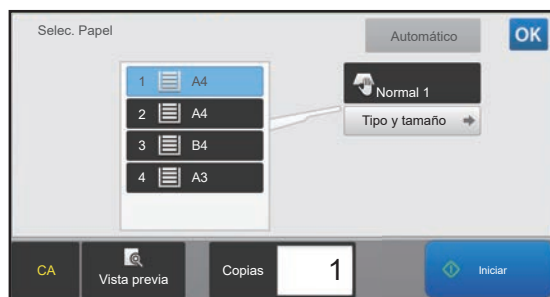 Selec. Papel
Automático
OK
1 A4
2 A4
3 B4
4 A3
Normal 1
Tipo y tamaño
CA
Vista previa
Copias
1
Iniciar